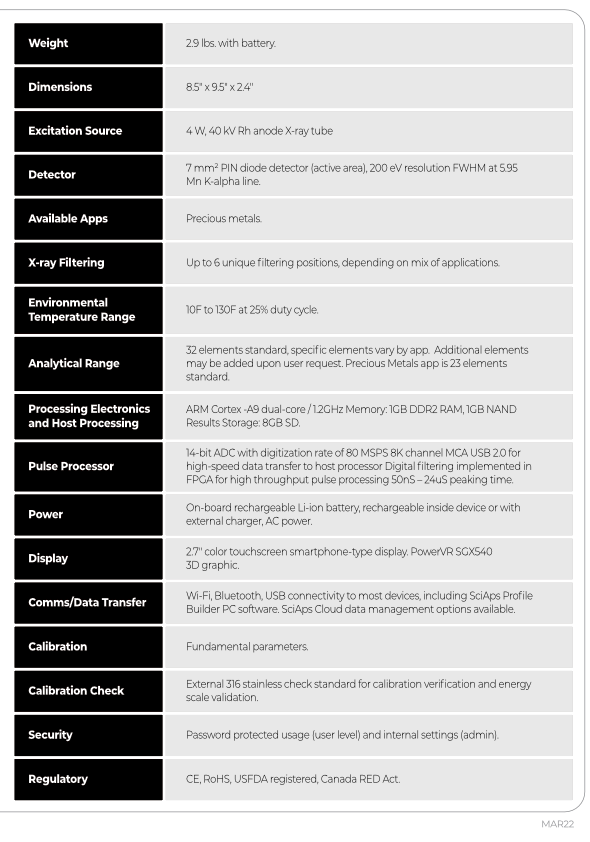 Weight
2.9 lbs. with battery.
Dimensions
8.5" x 9.5" x 2.4"
Excitation Source
4 W, 40 kV Rh anode X-ray tube
Detector
7 mm² PIN diode detector (active area), 200 eV resolution FWHM at 5.95
Mn K-alpha line.
Available Apps
Precious metals.
X-ray Filtering
Up to 6 unique filtering positions, depending on mix of applications.
Environmental
Temperature Range
10F to 130F at 25% duty cycle.
Analytical Range
32 elements standard, specific elements vary by app. Additional elements
may be added upon user request. Precious Metals app is 23 elements
standard.
Processing Electronics
and Host Processing
ARM Cortex -A9 dual-core / 1.2GHz Memory: 1GB DDR2 RAM, 1GB NAND
Results Storage: 8GB SD.
Pulse Processor
14-bit ADC with digitization rate of 80 MSPS 8K channel MCA USB 2.0 for
high-speed data transfer to host processor Digital filtering implemented in
FPGA for high throughput pulse processing 50nS – 24uS peaking time.
Power
On-board rechargeable Li-ion battery, rechargeable inside device or with
external charger, AC power.
Display
2.7" color touchscreen smartphone-type display. PowerVR SGX540
3D graphic.
Comms/Data Transfer
Wi-Fi, Bluetooth, USB connectivity to most devices, including SciAps Profile
Builder PC software. SciAps Cloud data management options available.
Calibration
Fundamental parameters.
Calibration Check
External 316 stainless check standard for calibration verification and energy
scale validation.
Security
Password protected usage (user level) and internal settings (admin).
Regulatory
CE, RoHS, USFDA registered, Canada RED Act.
MAR22